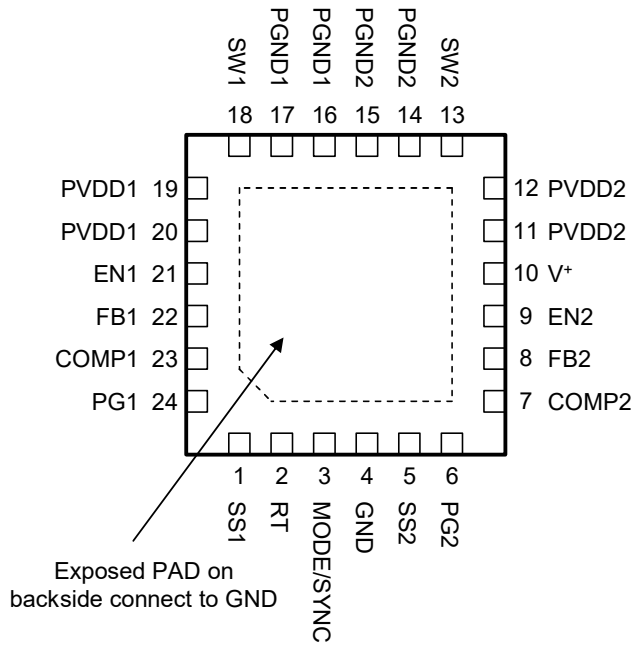 SW1
PGND1
PGND1
PGND2
PGND2
SW2
18 17 16 15 14 13
PVDD1 19
12 PVDD2
PVDD1 20
11 PVDD2
EN1 21
10 V⁺
FB1 22
9 EN2
COMP1 23
8 FB2
PG1 24
7 COMP2
1 2 3 4 5 6
SS1
RT
MODE/SYNC
GND
SS2
PG2
Exposed PAD on
backside connect to GND